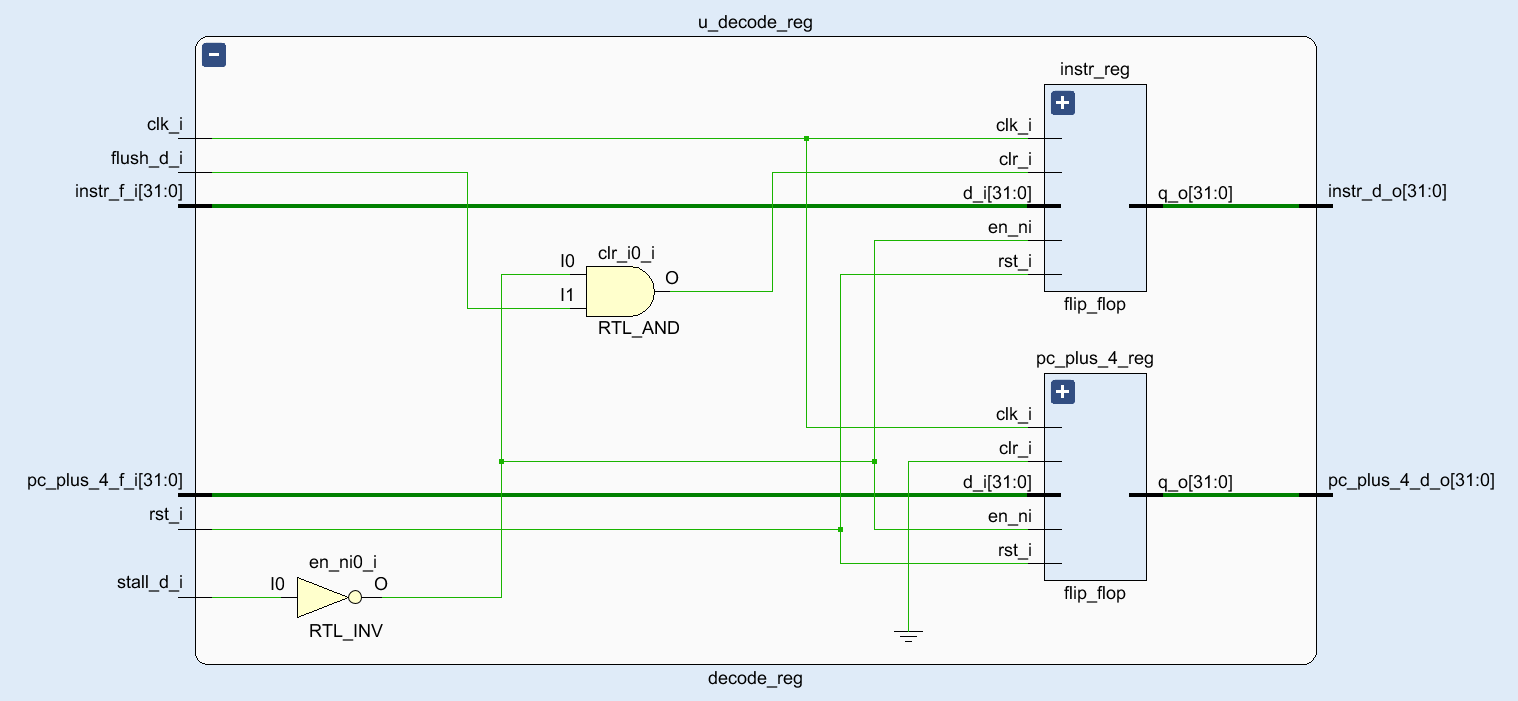 u_decode_reg
instr_reg
clk_i
clk_i
flush_d_i
clr_i
instr_f_i[31:0]
d_i[31:0]
q_o[31:0]
instr_d_o[31:0]
en_ni
clr_i0_i
I0
rst_i
O
I1
flip_flop
RTL_AND
pc_plus_4_reg
clk_i
clr_i
pc_plus_4_f_i[31:0]
d_i[31:0]
q_o[31:0]
pc_plus_4_d_o[31:0]
rst_i
en_ni
rst_i
en_ni0_i
stall_d_i
I0
O
flip_flop
RTL_INV
decode_reg